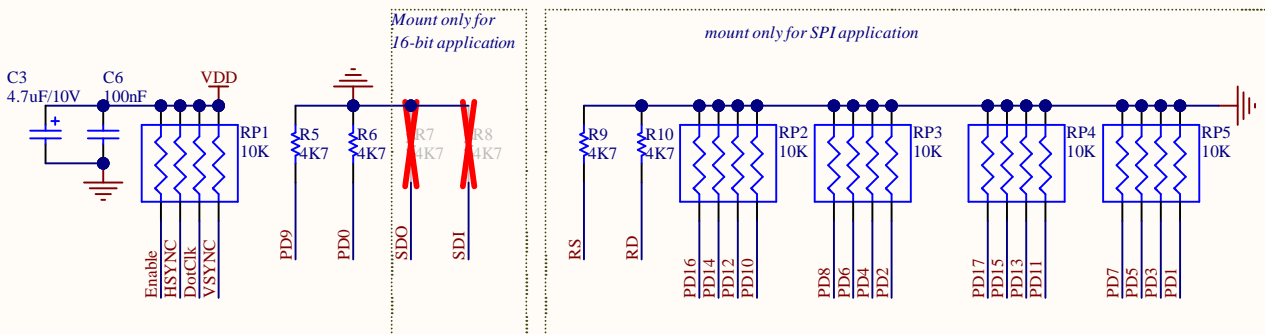 Mount only for
16-bit application
mount only for SPI application
C3
4.7uF/10V
C6
100nF
VDD
RP1
10K
R5
4K7
R6
4K7
R7
4K7
R8
4K7
R9
4K7
R10
4K7
RP2
10K
RP3
10K
RP4
10K
RP5
10K
Enable
HSYNC
DotClk
VSYNC
PD9
PD0
SDO
SDI
RS
RD
PD16
PD14
PD12
PD10
PD8
PD6
PD4
PD2
PD17
PD15
PD13
PD11
PD7
PD5
PD3
PD1